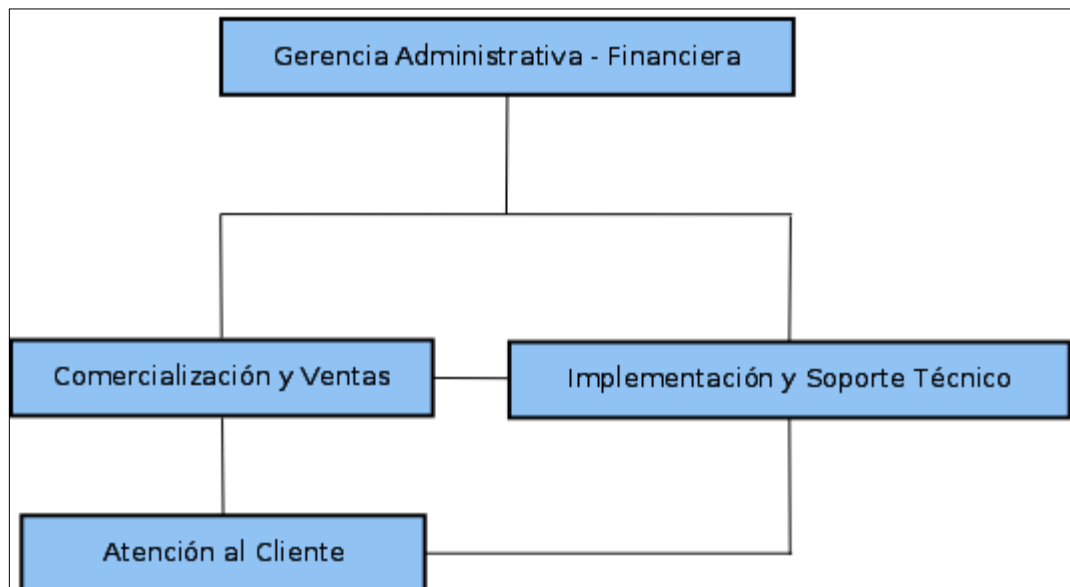 Gerencia Administrativa - Financiera
Comercialización y Ventas
Implementación y Soporte Técnico
Atención al Cliente